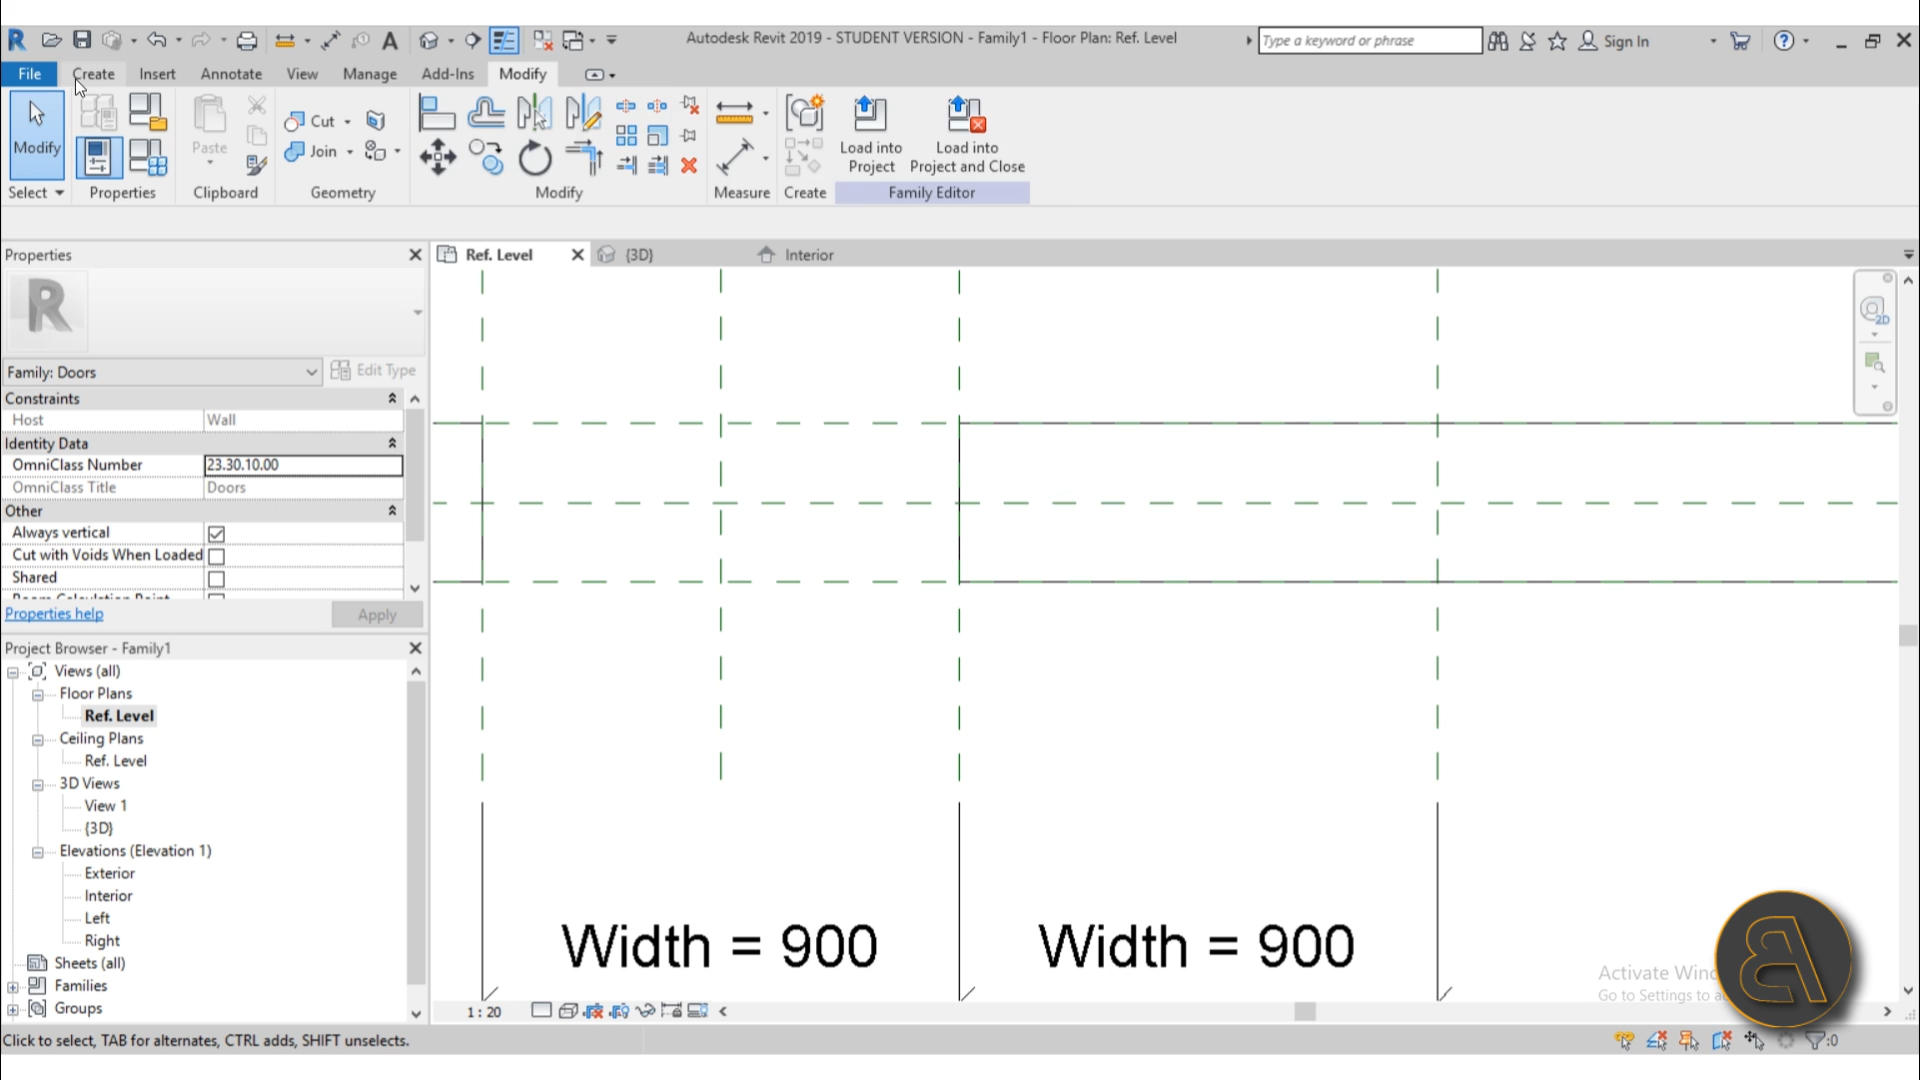 Autodesk Revit 2019 - STUDENT VERSION - Family1 - Floor Plan: Ref. Level
Type a keyword or phrase
Sign In
File Create Insert Annotate View Manage Add-Ins Modify
Modify
Paste
Cut
Join
Load into Project
Load into Project and Close
Select Properties Clipboard Geometry Modify Measure Create Family Editor
Properties
Ref. Level
{3D}
Interior
2D
Family: Doors
Edit Type
Constraints
Host Wall
Identity Data
OmniClass Number 23.30.10.00
OmniClass Title Doors
Other
Always vertical
Cut with Voids When Loaded
Shared
Properties help
Apply
Project Browser - Family1
Views (all)
Floor Plans
Ref. Level
Ceiling Plans
Ref. Level
3D Views
View 1
{3D}
Elevations (Elevation 1)
Exterior
Interior
Left
Right
Sheets (all)
Families
Groups
Width = 900
Width = 900
Activate
Go to Settings to
1 : 20
Click to select, TAB for alternates, CTRL adds, SHIFT unselects.
:0